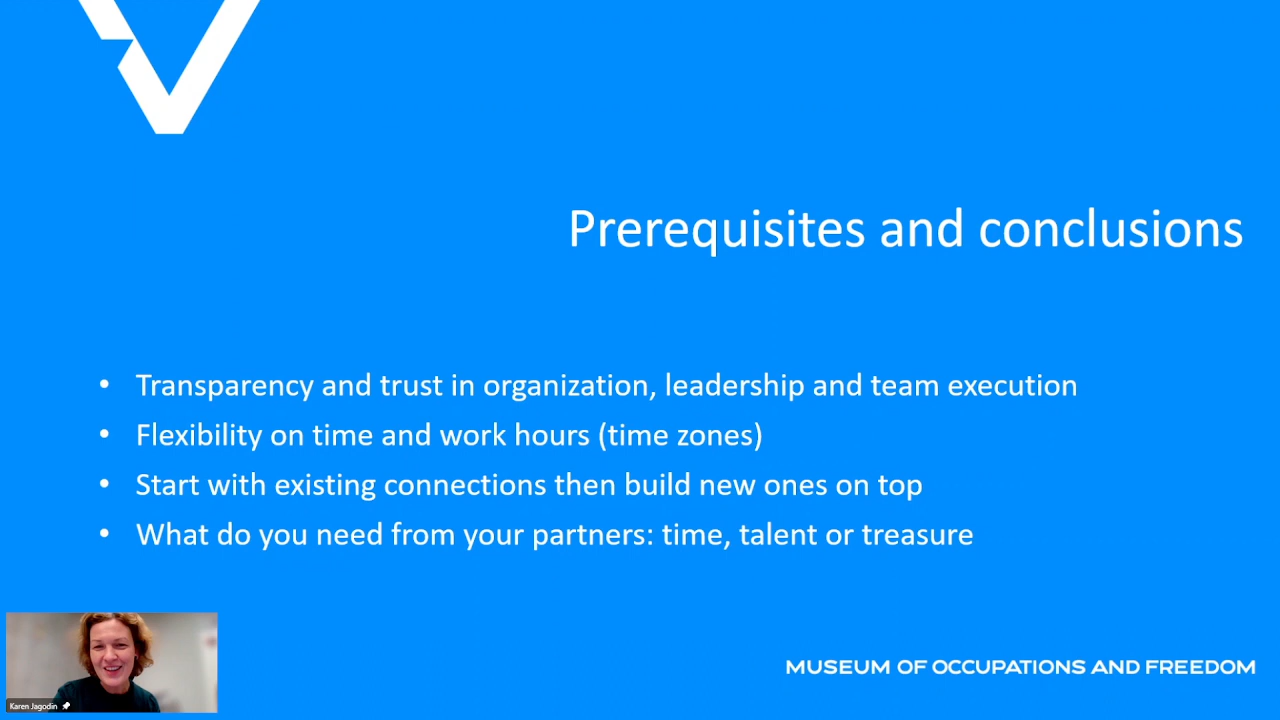 Prerequisites and conclusions
• Transparency and trust in organization, leadership and team execution
• Flexibility on time and work hours (time zones)
• Start with existing connections then build new ones on top
• What do you need from your partners: time, talent or treasure
Karen Jagodin
MUSEUM OF OCCUPATIONS AND FREEDOM